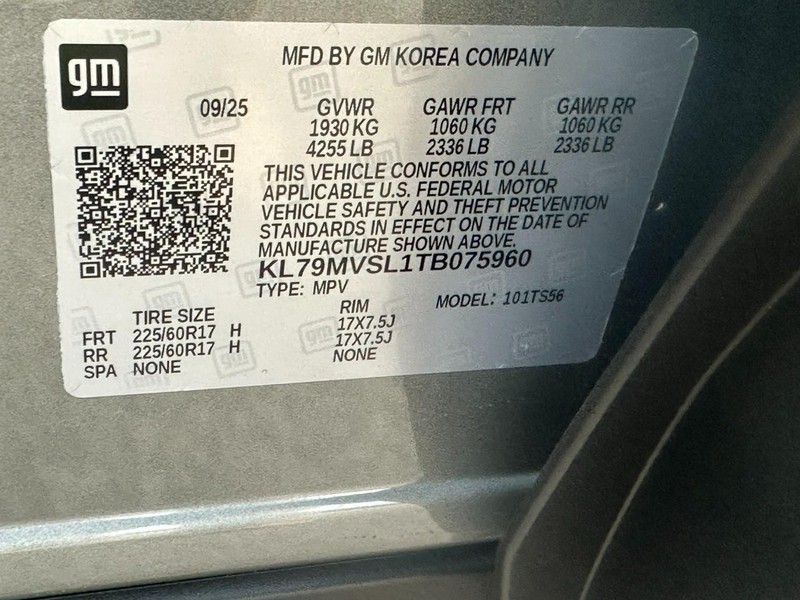 gm
MFD BY GM KOREA COMPANY
09/25 GVWR GAWR FRT GAWR RR
1930 KG 1060 KG 1060 KG
4255 LB 2336 LB 2336 LB
THIS VEHICLE CONFORMS TO ALL
APPLICABLE U.S. FEDERAL MOTOR
VEHICLE SAFETY AND THEFT PREVENTION
STANDARDS IN EFFECT ON THE DATE OF
MANUFACTURE SHOWN ABOVE.
KL79MVSL1TB075960
TYPE: MPV MODEL: 101TS56
TIRE SIZE RIM
FRT 225/60R17 H 17X7.5J
RR 225/60R17 H 17X7.5J
SPA NONE NONE